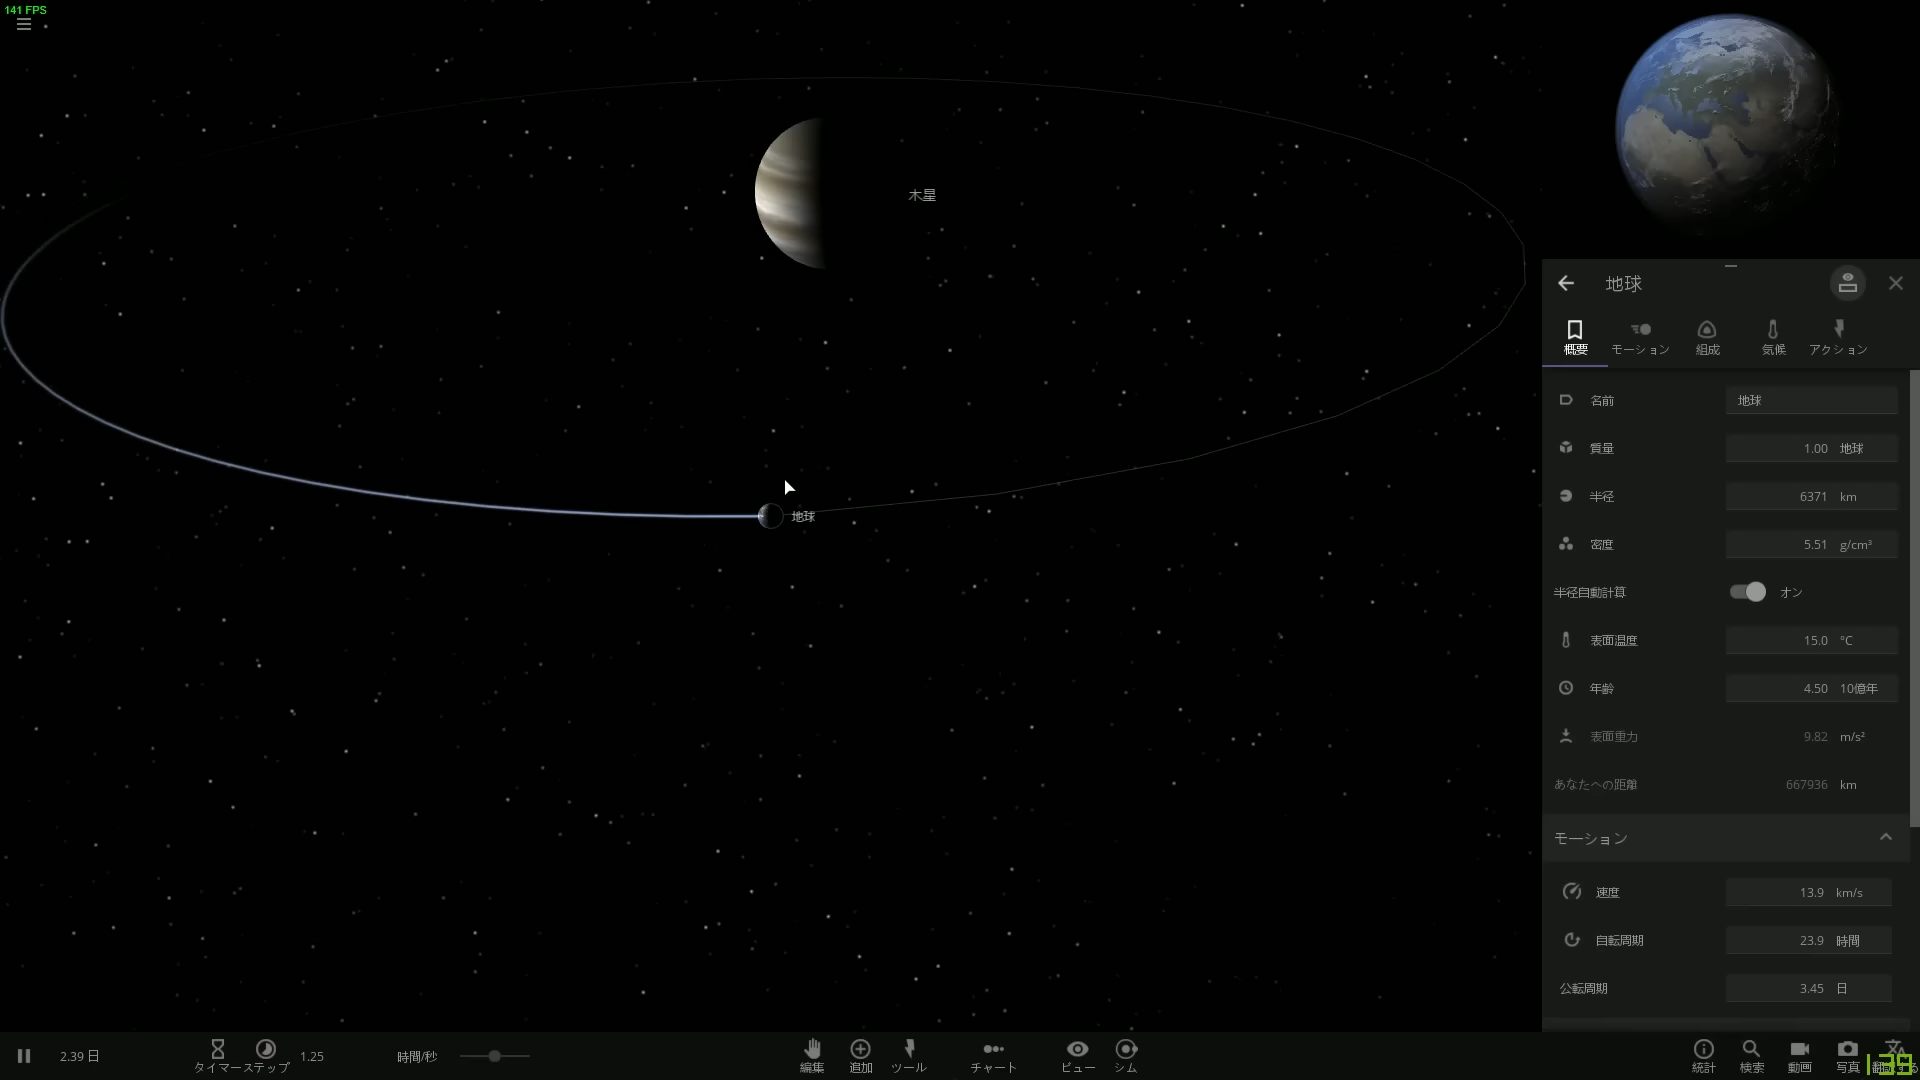 141 FPS
木星
地球
地球
概要 モーション 組成 気候 アクション
名前 地球
質量 1.00 地球
半径 6371 km
密度 5.51 g/cm³
半径自動計算 オン
表面温度 15.0 °C
年齢 4.50 10億年
表面重力 9.82 m/s²
あなたへの距離 667936 km
モーション
速度 13.9 km/s
自転周期 23.9 時間
公転周期 3.45 日
2.39 日
タイマーステップ 1.25 時間/秒
編集 追加 ツール チャート ビュー シム
統計 検索 動画 写真
139